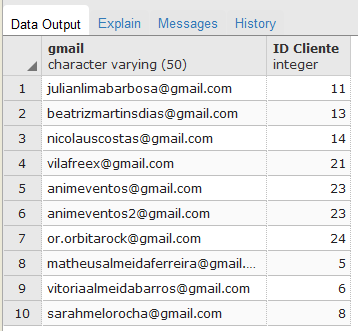 Data Output Explain Messages History
gmail ID Cliente
character varying (50) integer
1 julianlimabarbosa@gmail.com 11
2 beatrizmartinsdias@gmail.com 13
3 nicolauscostas@gmail.com 14
4 vilafreex@gmail.com 21
5 animeventos@gmail.com 23
6 animeventos2@gmail.com 23
7 or.orbitarock@gmail.com 24
8 matheusalmeidaferreira@gmail.... 5
9 vitoriaalmeidabarros@gmail.com 6
10 sarahmelorocha@gmail.com 8